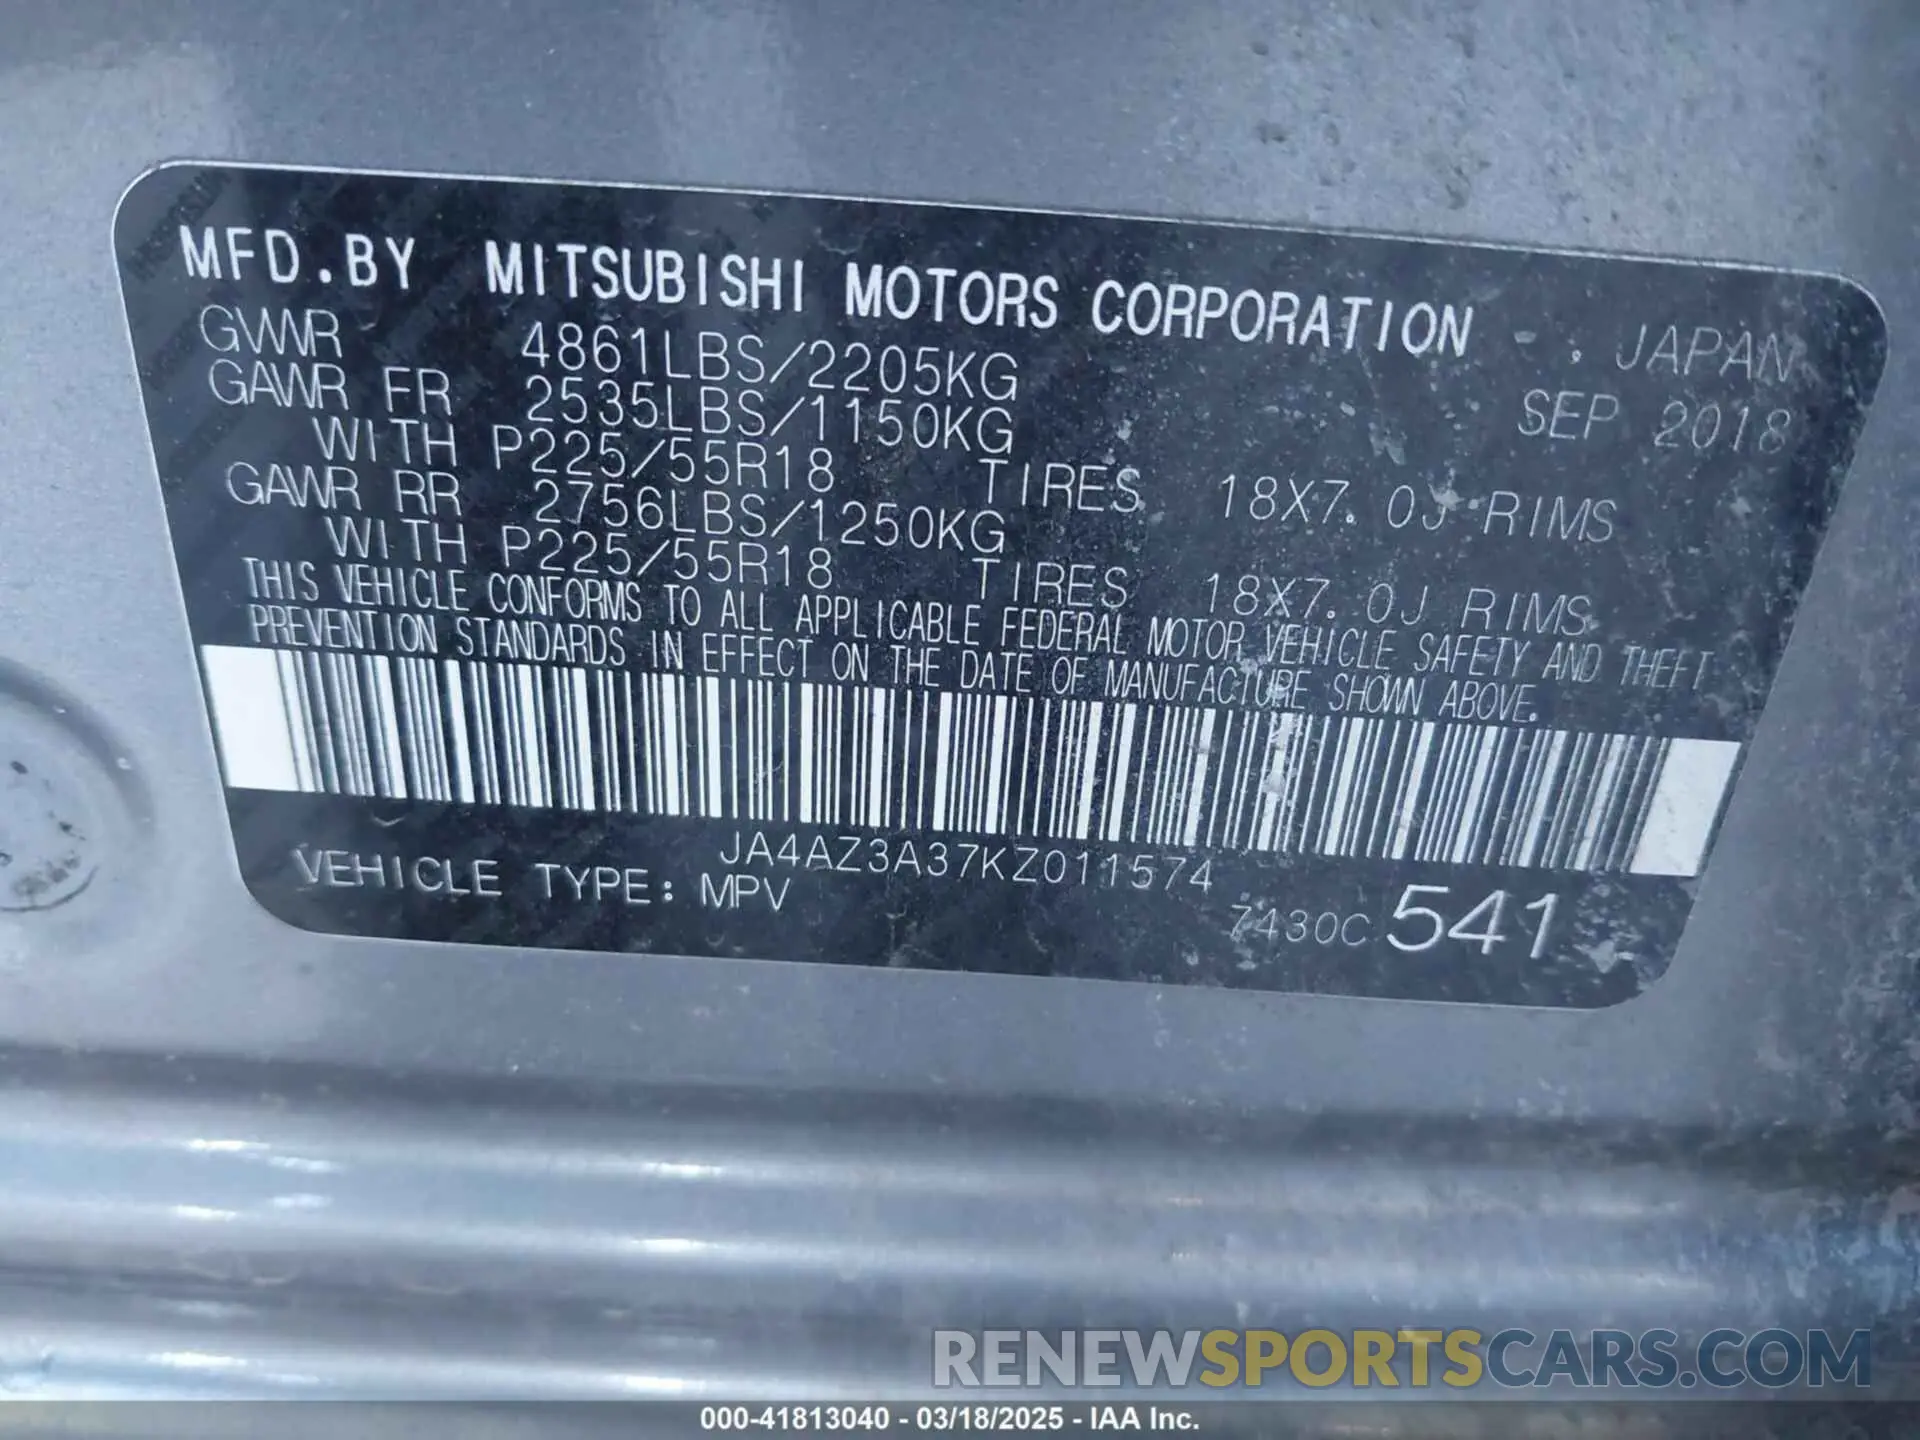 MFD.BY MITSUBISHI MOTORS CORPORATION . JAPAN
GVWR 4861LBS/2205KG SEP 2018
GAWR FR 2535LBS/1150KG
WITH P225/55R18 TIRES 18X7.0J RIMS
GAWR RR 2756LBS/1250KG
WITH P225/55R18 TIRES 18X7.0J RIMS
THIS VEHICLE CONFORMS TO ALL APPLICABLE FEDERAL MOTOR VEHICLE SAFETY AND THEFT
PREVENTION STANDARDS IN EFFECT ON THE DATE OF MANUFACTURE SHOWN ABOVE.
JA4AZ3A37KZ011574
VEHICLE TYPE: MPV
7430C 541
RENEWSPORTSCARS.COM
000-41813040 - 03/18/2025 - IAA Inc.